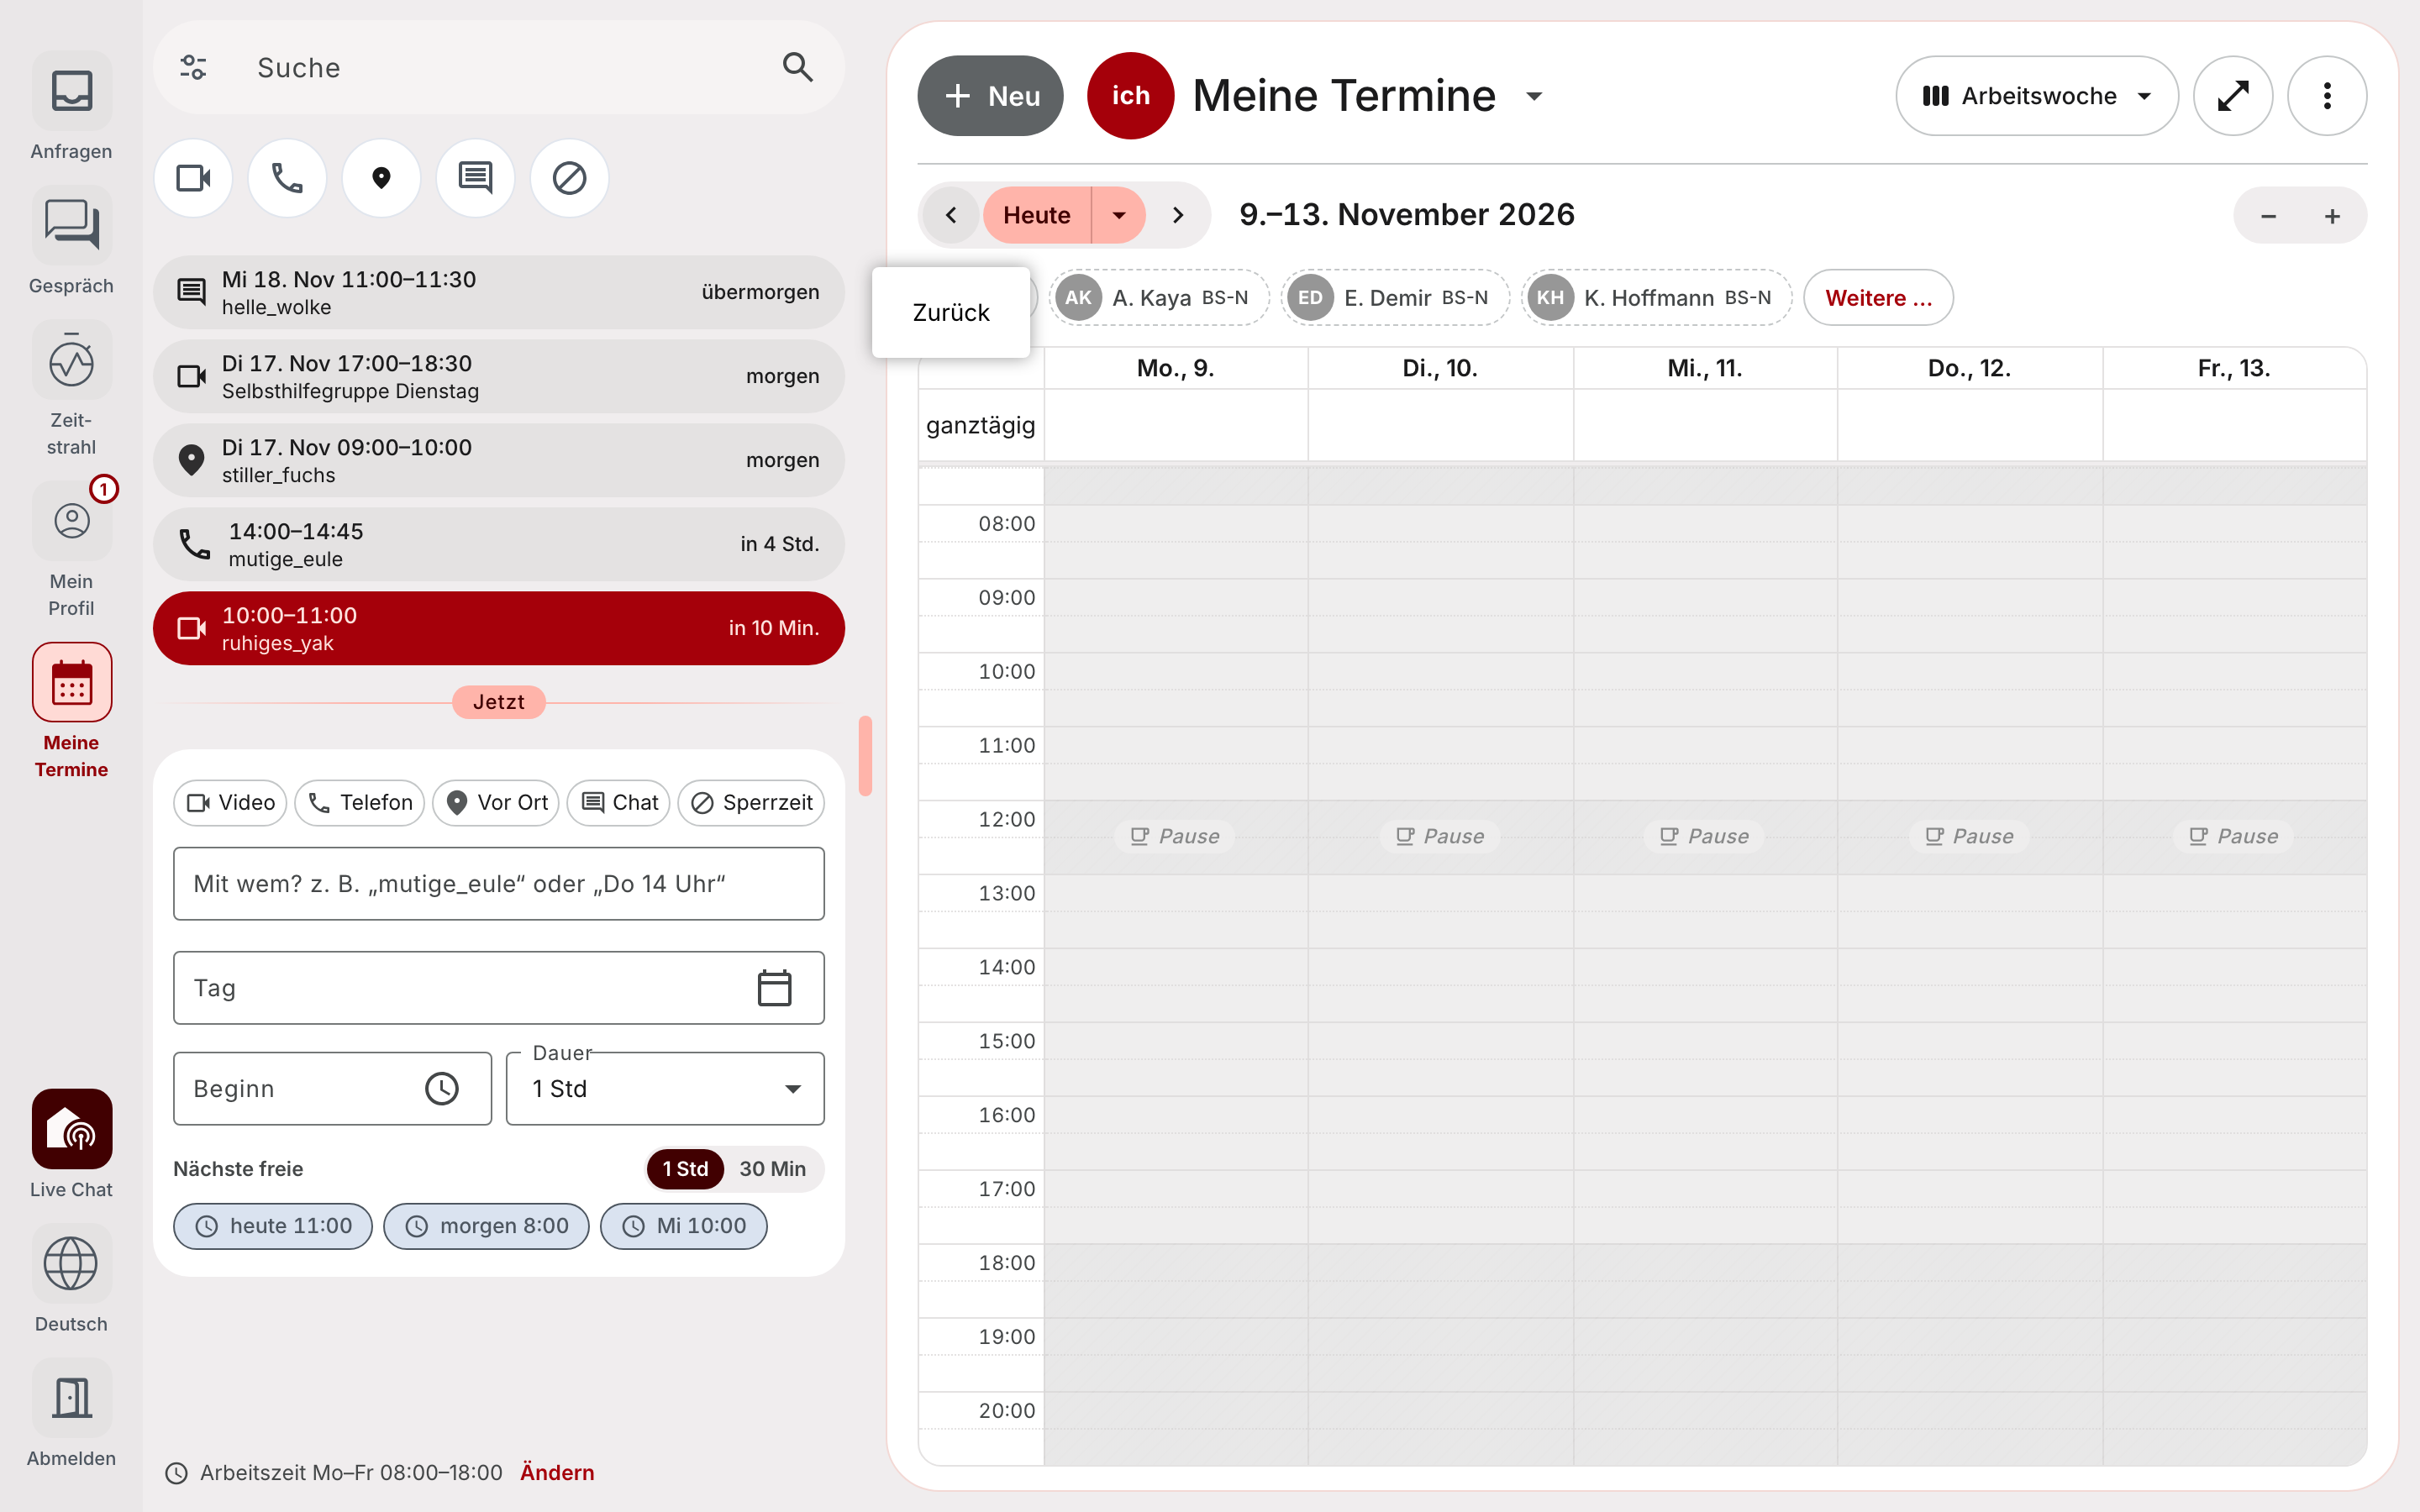 Anfragen
Gespräch
Zeit-
strahl
1
Mein
Profil
Meine
Termine
Live Chat
Deutsch
Abmelden
Suche
Mi 18. Nov 11:00–11:30
helle_wolke
übermorgen
Di 17. Nov 17:00–18:30
Selbsthilfegruppe Dienstag
morgen
Di 17. Nov 09:00–10:00
stiller_fuchs
morgen
14:00–14:45
mutige_eule
in 4 Std.
10:00–11:00
ruhiges_yak
in 10 Min.
Jetzt
Video
Telefon
Vor Ort
Chat
Sperrzeit
Mit wem? z. B. „mutige_eule“ oder „Do 14 Uhr“
Tag
Beginn
Dauer
1 Std
Nächste freie
1 Std
30 Min
heute 11:00
morgen 8:00
Mi 10:00
Arbeitszeit Mo–Fr 08:00–18:00 Ändern
+ Neu
ich
Meine Termine
Arbeitswoche
Heute
9.–13. November 2026
− +
Zurück
AK A. Kaya BS-N
ED E. Demir BS-N
KH K. Hoffmann BS-N
Weitere ...
Mo., 9.
Di., 10.
Mi., 11.
Do., 12.
Fr., 13.
ganztägig
08:00
09:00
10:00
11:00
12:00
Pause
Pause
Pause
Pause
Pause
13:00
14:00
15:00
16:00
17:00
18:00
19:00
20:00